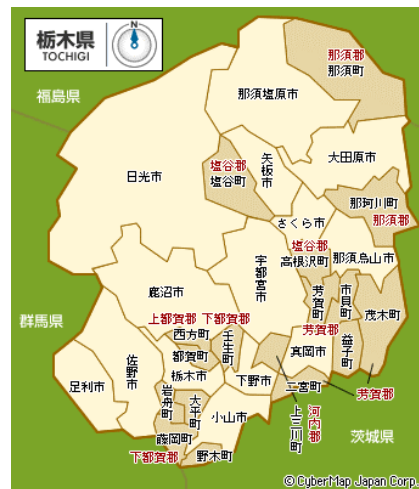 栃木県
TOCHIGI
N
那須郡
那須町
福島県
那須塩原市
矢板市
大田原市
塩谷郡
塩谷町
日光市
那珂川町
那須郡
さくら市
塩谷郡
高根沢町
那須烏山市
宇都宮市
鹿沼市
芳賀町
市貝町
茂木町
上都賀郡
下都賀郡
群馬県
西方町
壬生町
芳賀郡
真岡市
益子町
都賀町
佐野市
足利市
栃木市
岩舟町
大平町
下野市
二宮町
芳賀郡
小山市
上三川町
河内郡
藤岡町
茨城県
下都賀郡
野木町
© CyberMap Japan Corp.